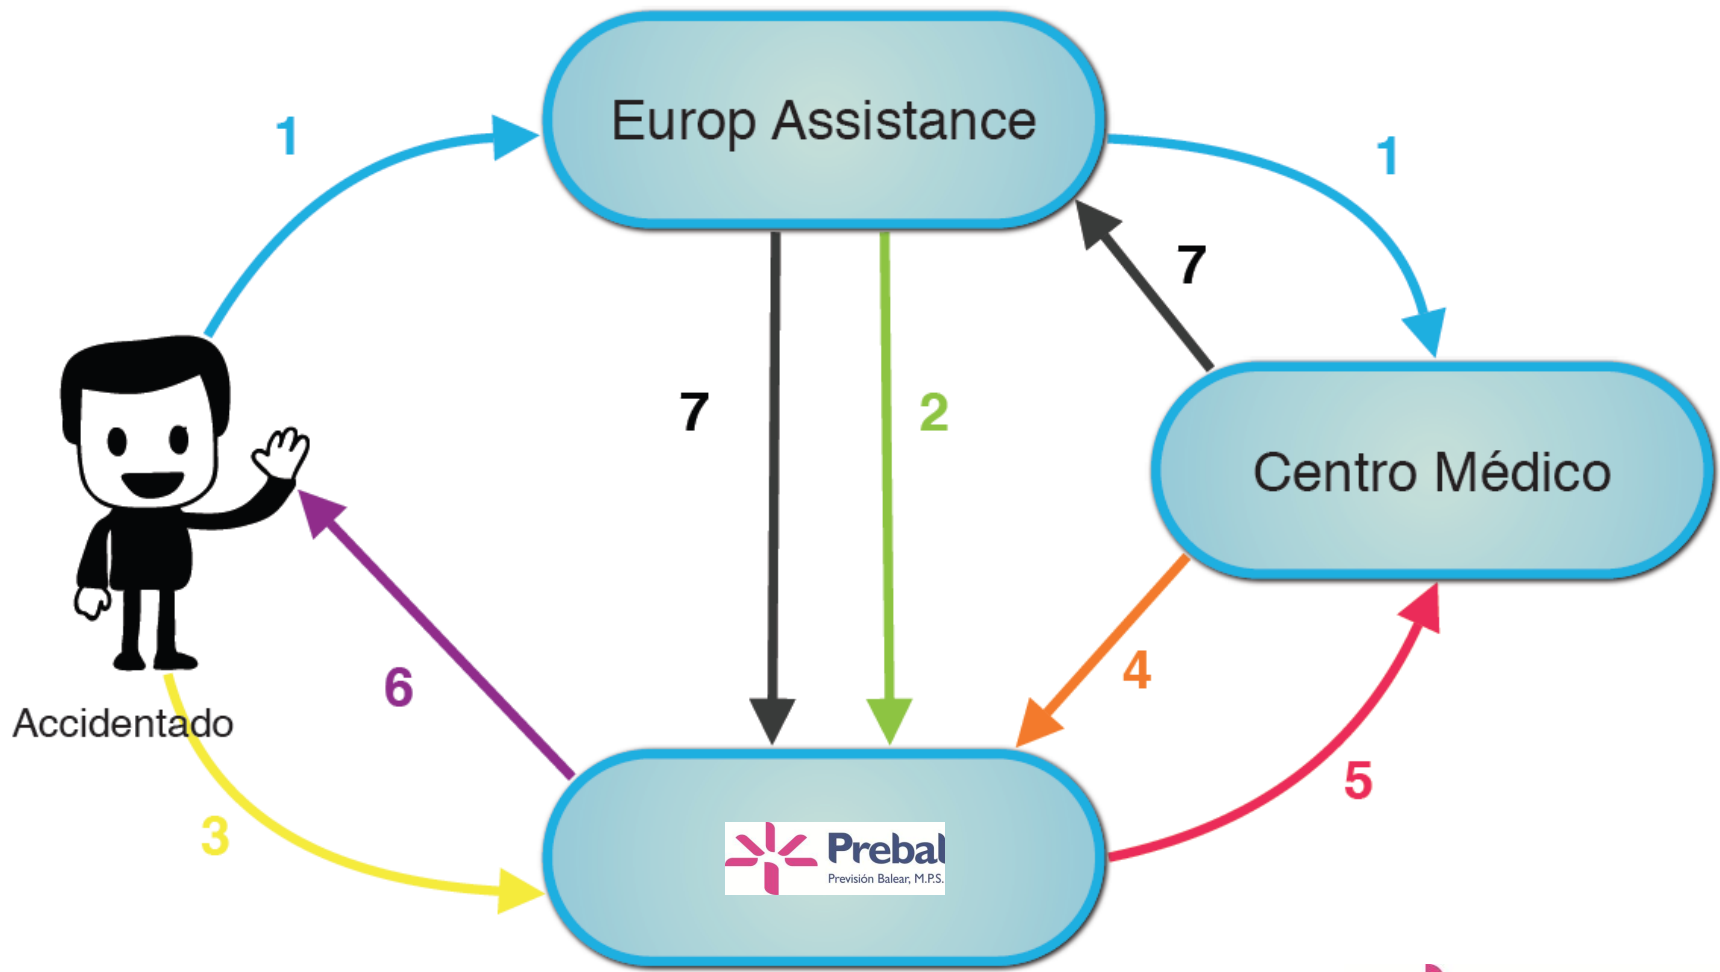 Europ Assistance
1
1
7
7
2
Centro Médico
4
6
Accidentado
5
3
Prebal
Previsión Balear, M.P.S.